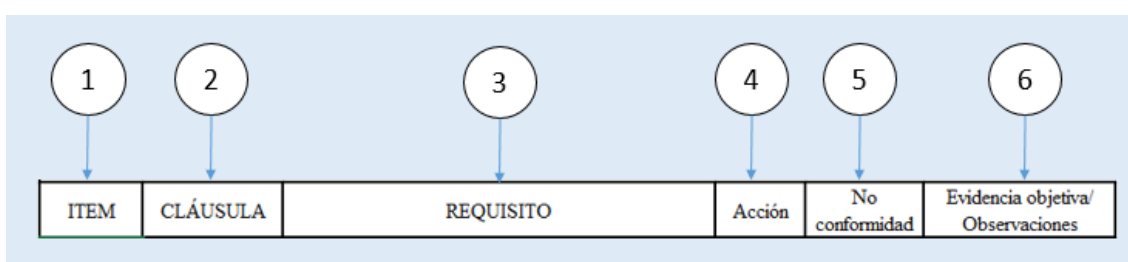 1 2 3 4 5 6
ITEM CLÁUSULA REQUISITO Acción No conformidad Evidencia objetiva/ Observaciones